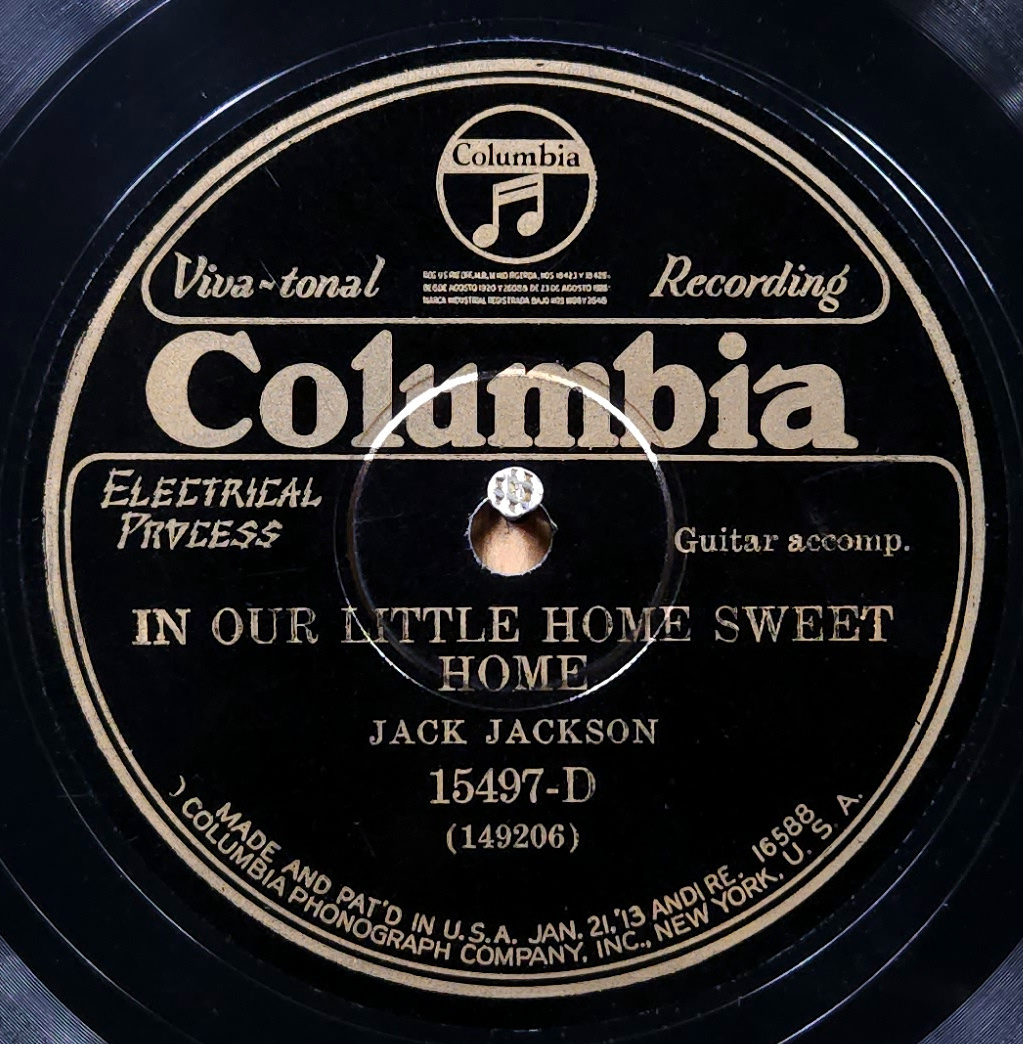 Columbia
Viva-tonal Recording
Columbia
ELECTRICAL
PROCESS
Guitar accomp.
IN OUR LITTLE HOME SWEET
HOME
JACK JACKSON
15497-D
(149206)
MADE AND PAT'D IN U.S.A. JAN. 21, '13 AND RE. 16588
COLUMBIA PHONOGRAPH COMPANY, INC., NEW YORK, U. S. A.